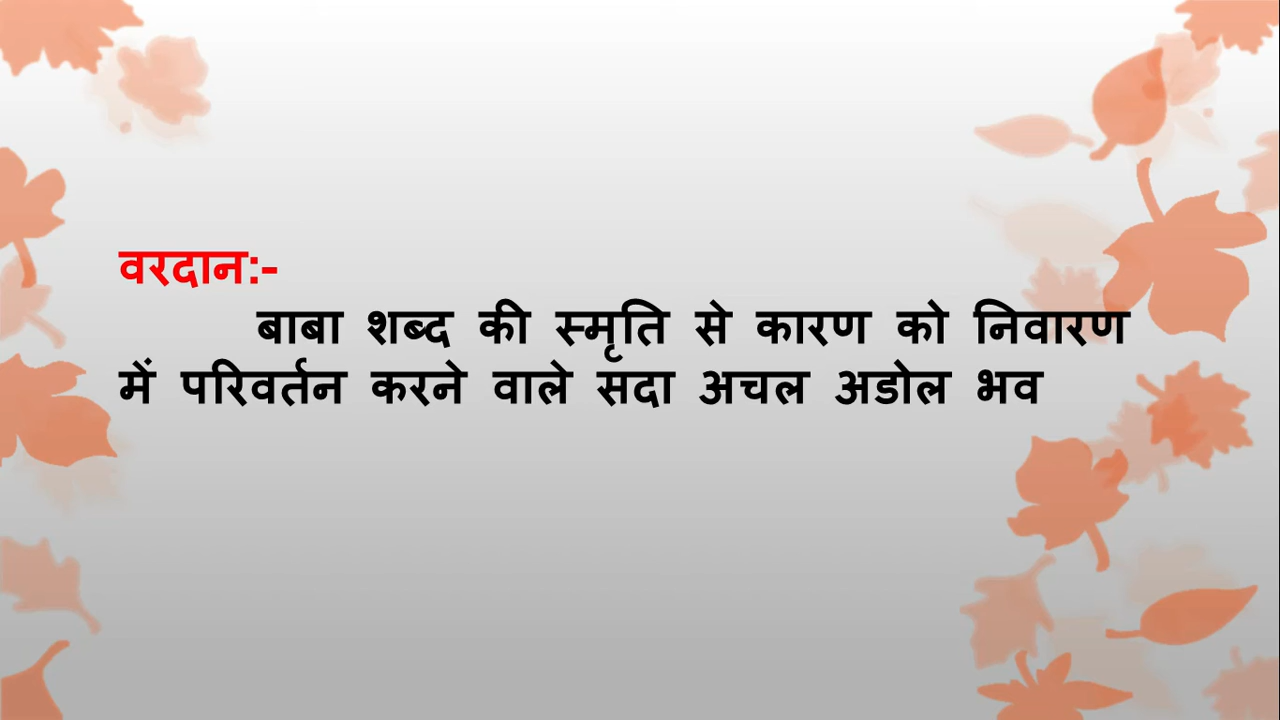 वरदान:-
बाबा शब्द की स्मृति से कारण को निवारण
में परिवर्तन करने वाले सदा अचल अडोल भव